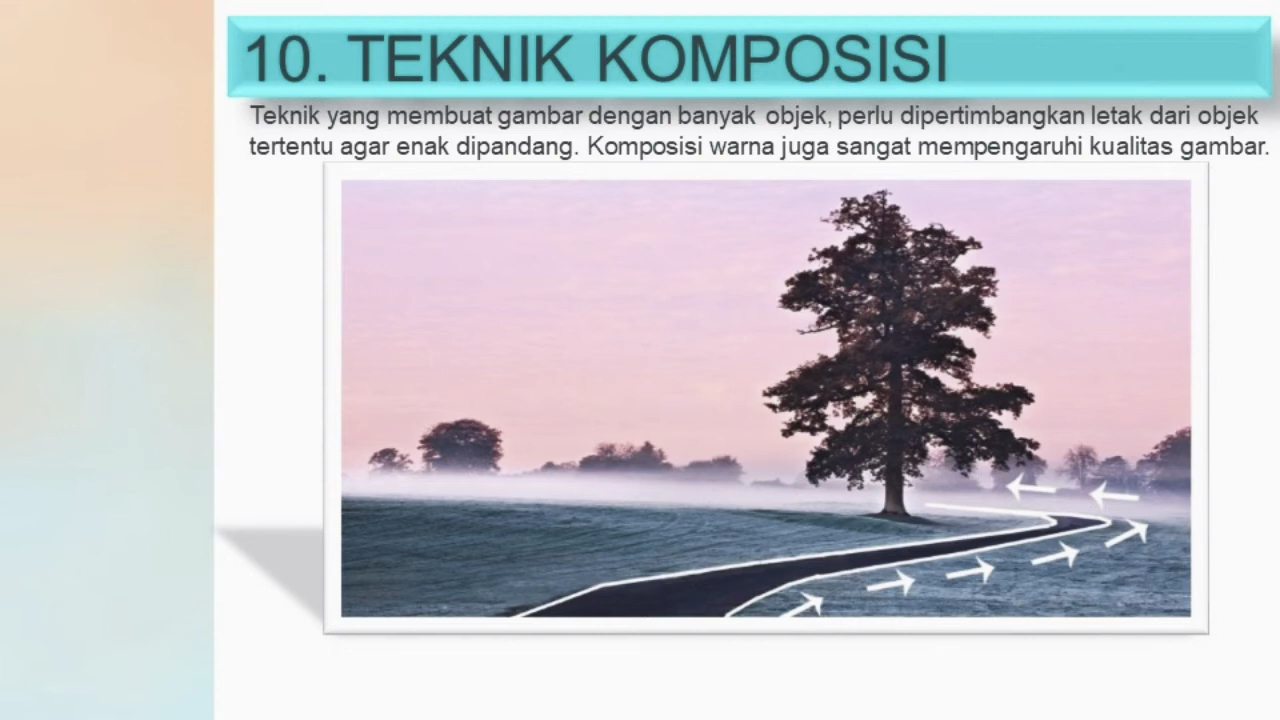 10. TEKNIK KOMPOSISI
Teknik yang membuat gambar dengan banyak objek, perlu dipertimbangkan letak dari objek
tertentu agar enak dipandang. Komposisi warna juga sangat mempengaruhi kualitas gambar.